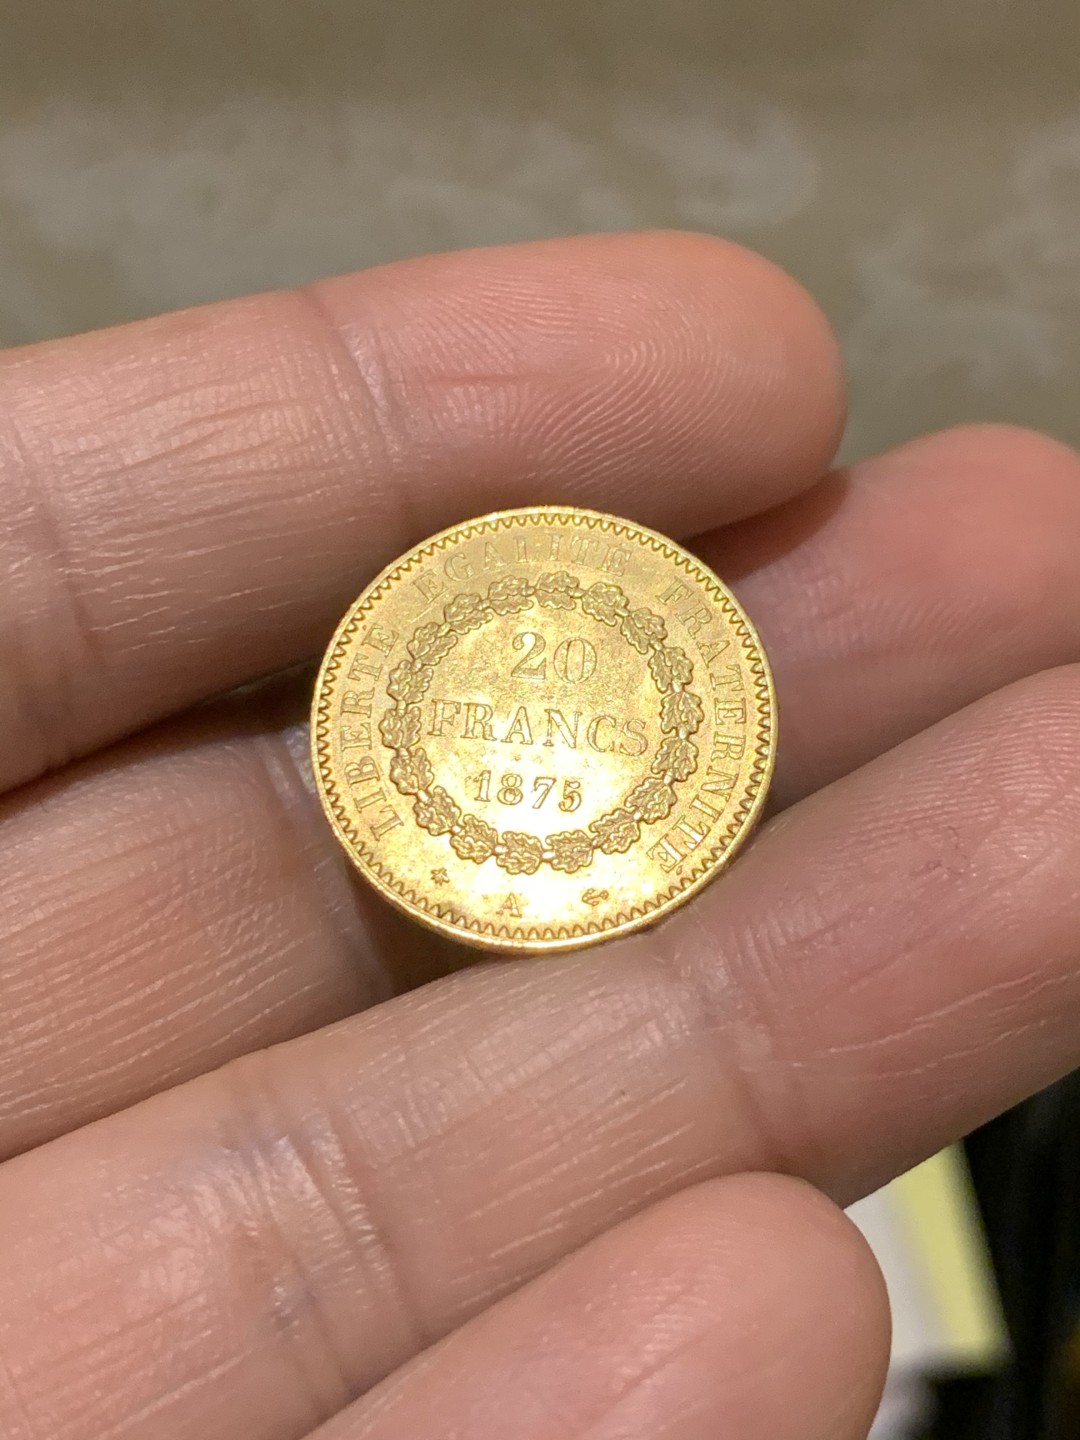 LIBERTE EGALITE FRATERNITE
20
FRANCS
1875
A